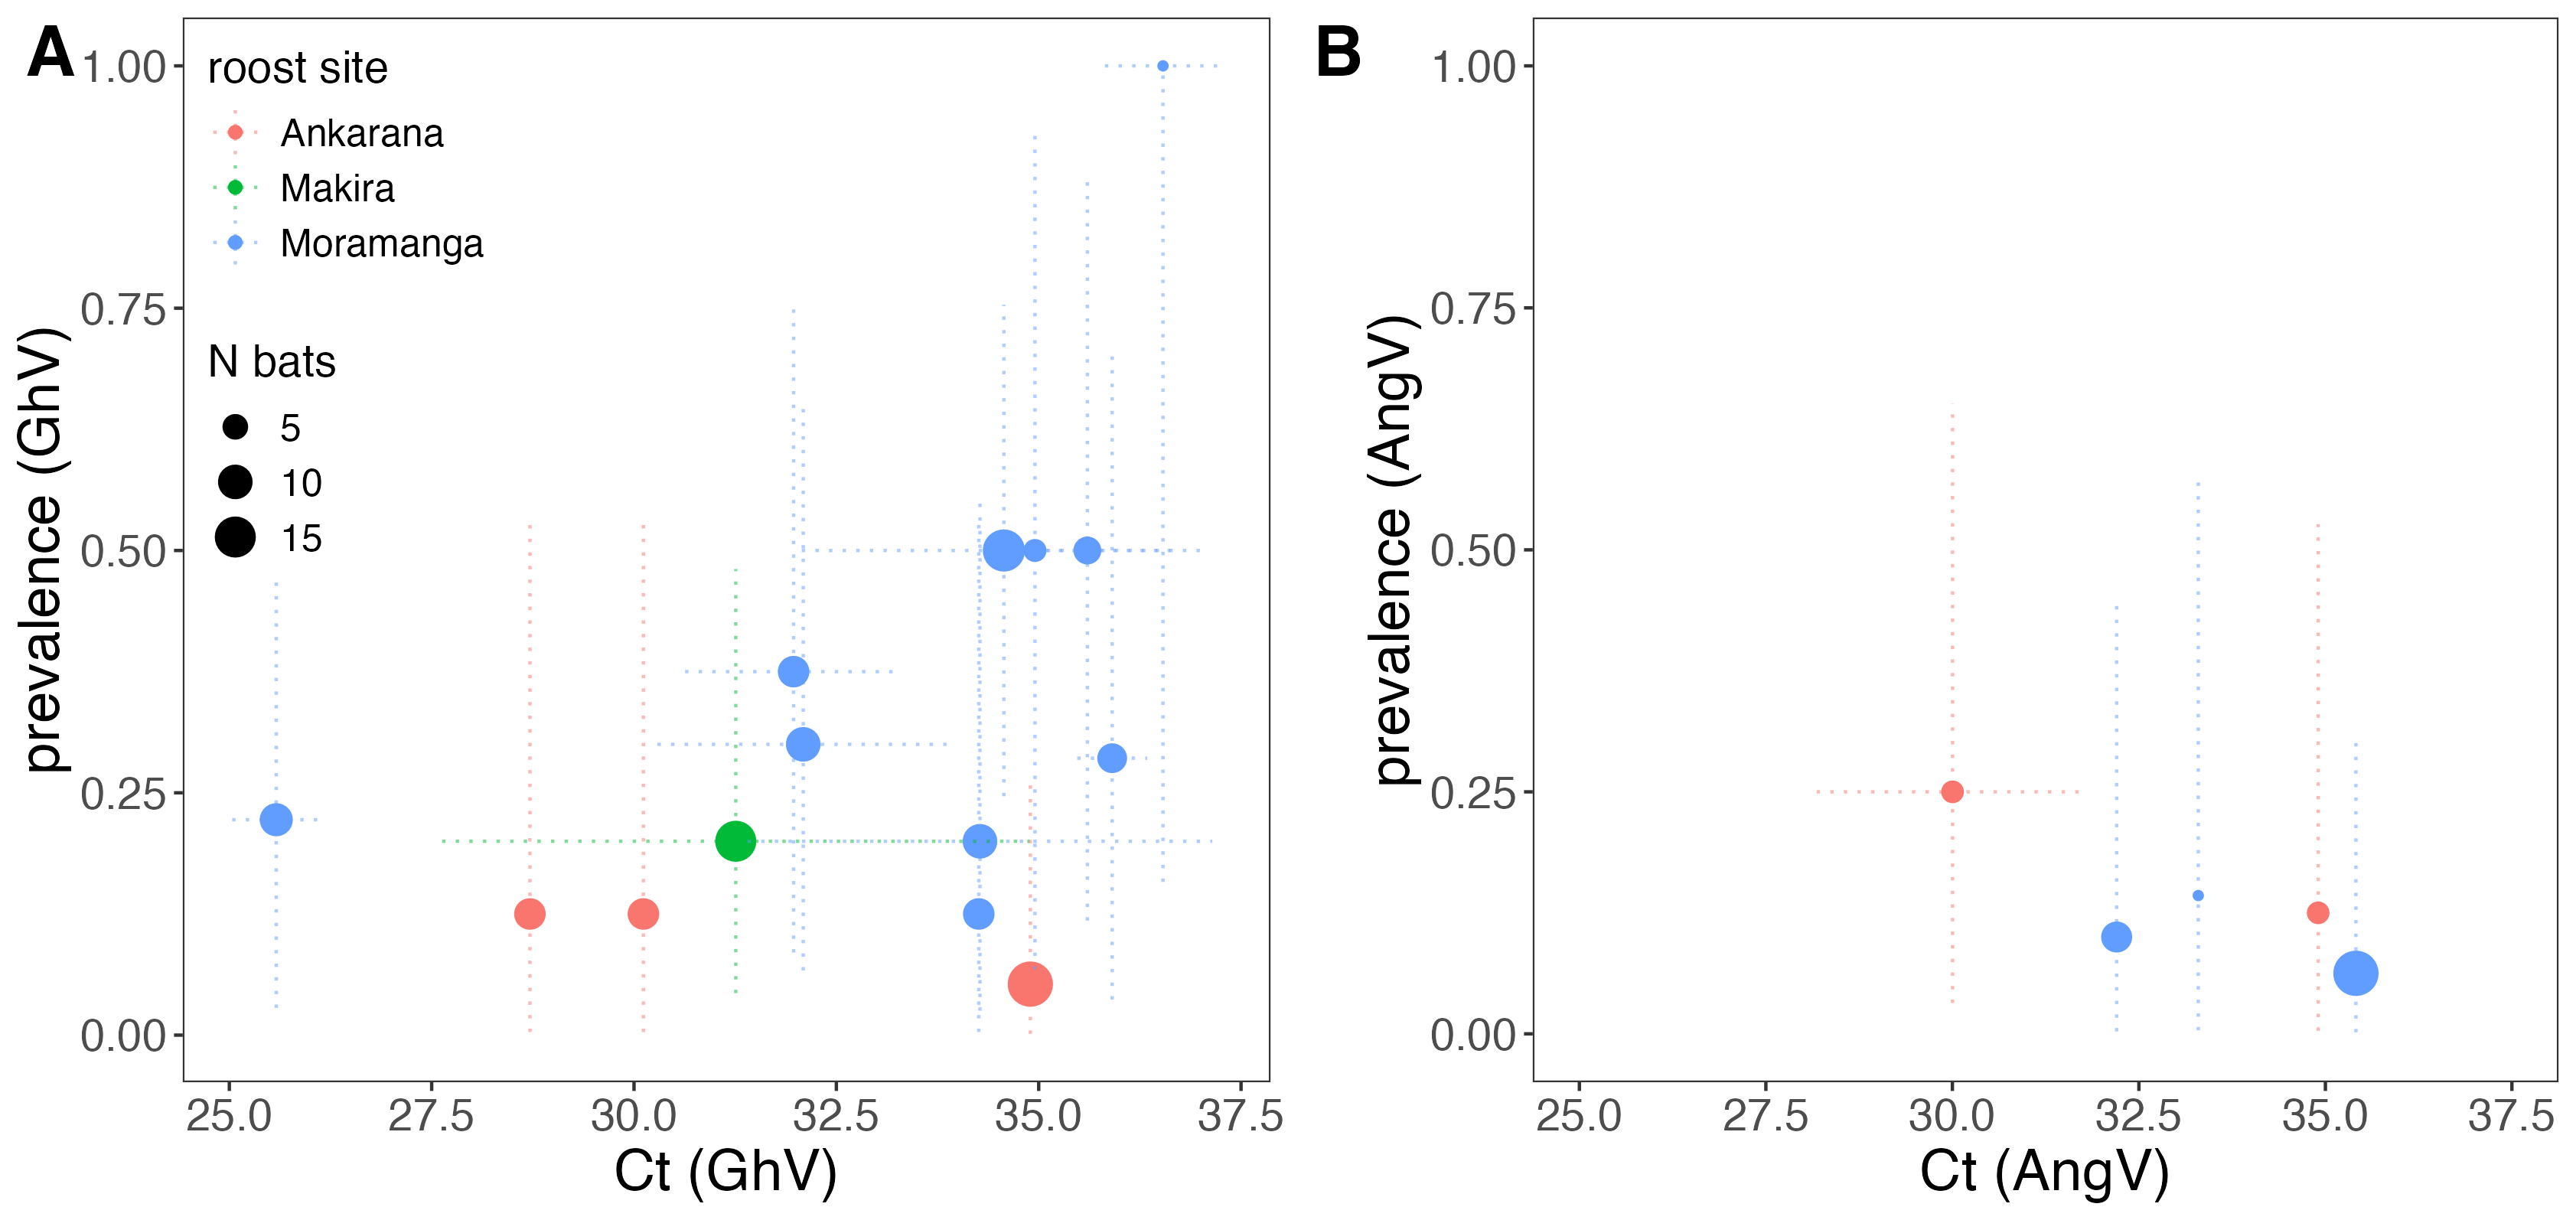 A
roost site
Ankarana
Makira
Moramanga
N bats
5
10
15
prevalence (GhV)
1.00
0.75
0.50
0.25
0.00
25.0 27.5 30.0 32.5 35.0 37.5
Ct (GhV)
B
prevalence (AngV)
1.00
0.75
0.50
0.25
0.00
25.0 27.5 30.0 32.5 35.0 37.5
Ct (AngV)